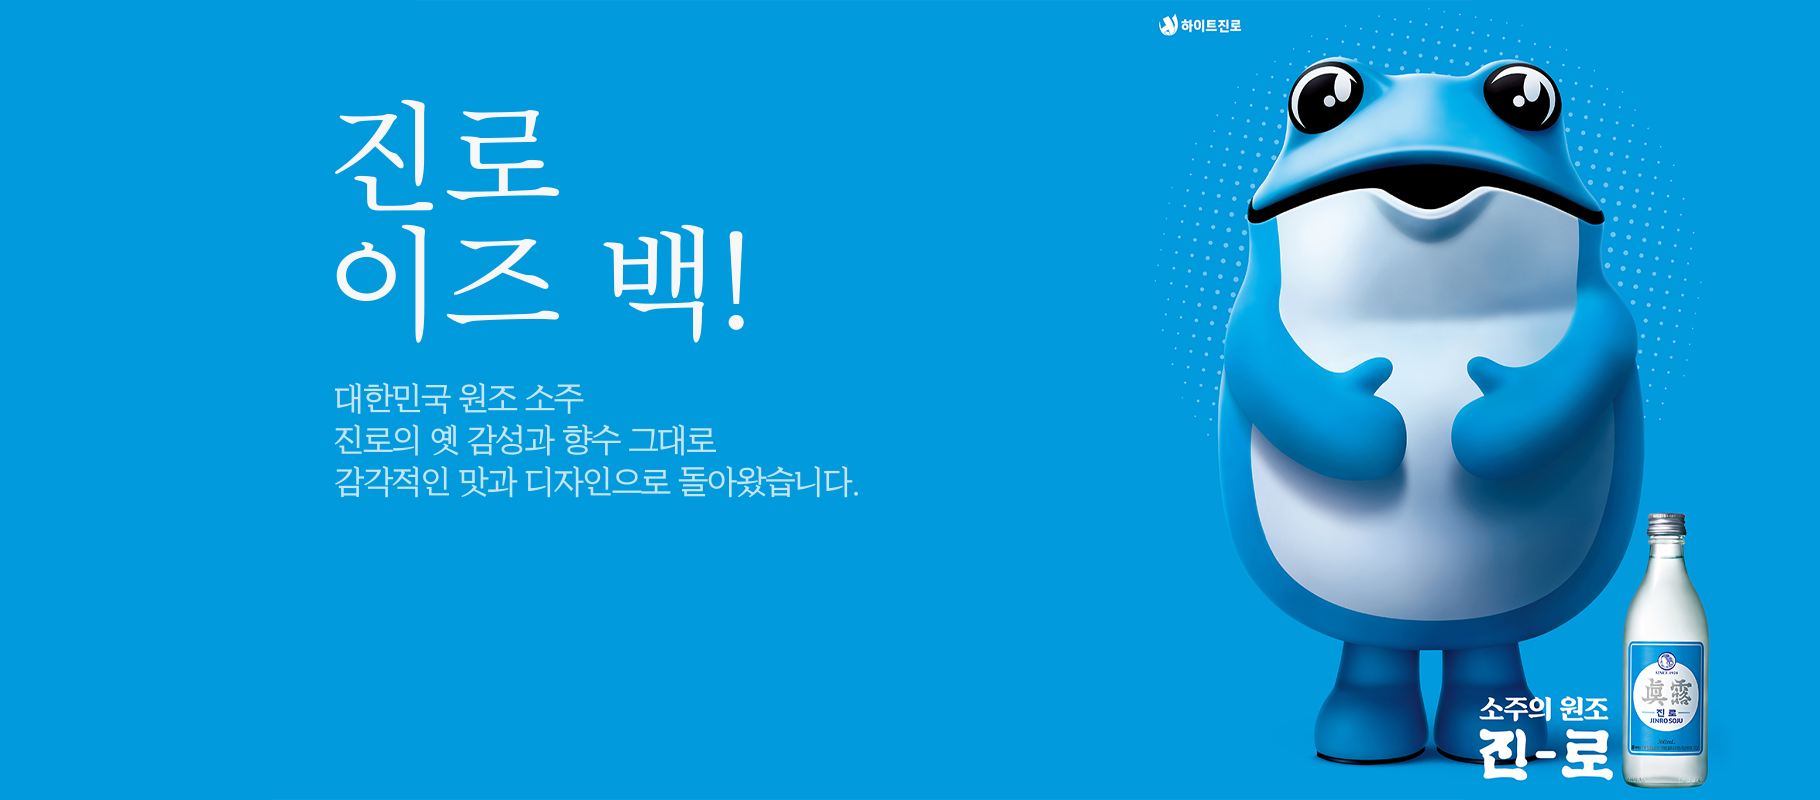 하이트진로
진로
이즈 백!
대한민국 원조 소주
진로의 옛 감성과 향수 그대로
감각적인 맛과 디자인으로 돌아왔습니다.
소주의 원조
진-로
SINCE 1924
眞露
진로
JINRO SOJU